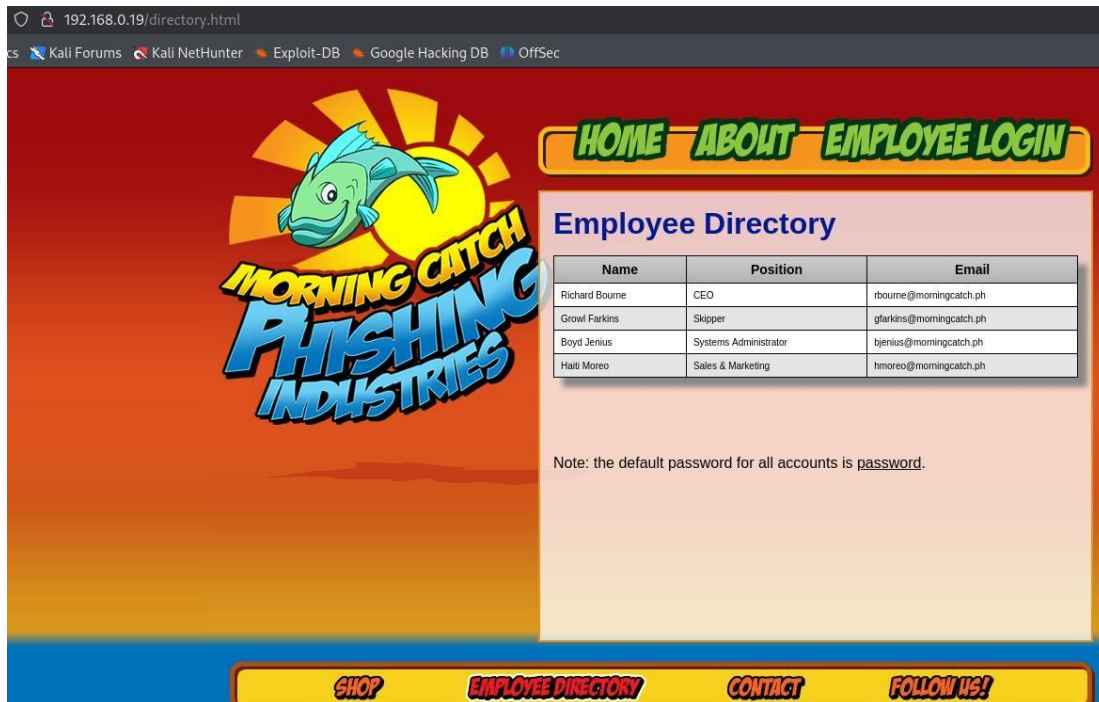 192.168.0.19/directory.html
cs Kali Forums Kali NetHunter Exploit-DB Google Hacking DB OffSec
HOME ABOUT EMPLOYEE LOGIN
MORNING CATCH
PHISHING
INDUSTRIES
Employee Directory
Name Position Email
Richard Bourne CEO rbourne@morningcatch.ph
Growl Farkins Skipper gfarkins@morningcatch.ph
Boyd Jenius Systems Administrator bjenius@morningcatch.ph
Haiti Moreo Sales & Marketing hmoreo@morningcatch.ph
Note: the default password for all accounts is password.
SHOP EMPLOYEE DIRECTORY CONTACT FOLLOW US!